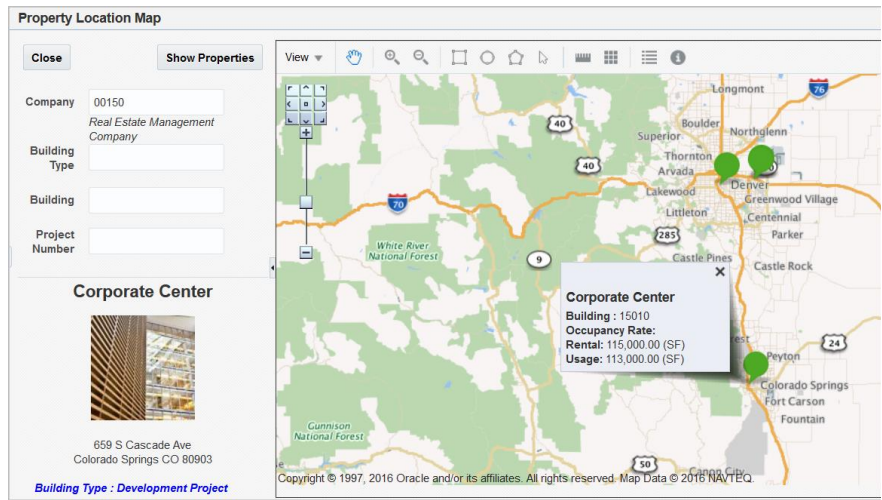 Property Location Map
Close
Show Properties
Company
00150
Real Estate Management
Company
Building
Type
Building
Project
Number
Corporate Center
659 S Cascade Ave
Colorado Springs CO 80903
Building Type : Development Project
View
Longmont
76
40
Boulder
Superior
Northglenn
40
Thornton
Arvada
Denver
Lakewood
Greenwood Village
70
Littleton
Centennial
285
Parker
White River
National Forest
9
Castle Pines
Castle Rock
Corporate Center
Building : 15010
Occupancy Rate:
Rental: 115,000.00 (SF)
Usage: 113,000.00 (SF)
24
Peyton
Colorado Springs
Fort Carson
Fountain
Gunnison
National Forest
50
Canon City
Copyright © 1997, 2016 Oracle and/or its affiliates. All rights reserved. Map Data © 2016 NAVTEQ